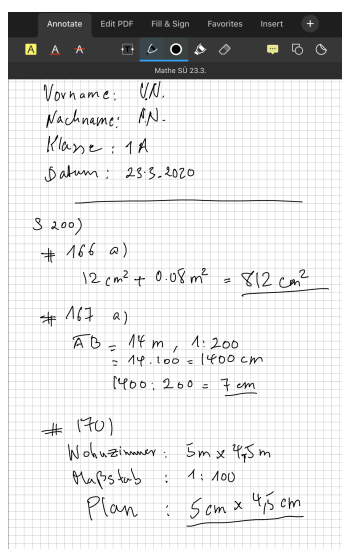 Annotate Edit PDF Fill & Sign Favorites Insert +
A A A
Mathe SÜ 23.3.
Vorname: V.N.
Nachname: N.N.
Klasse: 1A
Datum: 23.3.2020
S 200)
# 166 a)
12 cm² + 0.08 m² = 812 cm²
# 167 a)
AB = 14 m, 1:200
= 14.100 = 1400 cm
1400 : 200 = 7 cm
# 170)
Wohnzimmer: 5m x 4,5m
Maßstab : 1:100
Plan : 5 cm x 4,5 cm